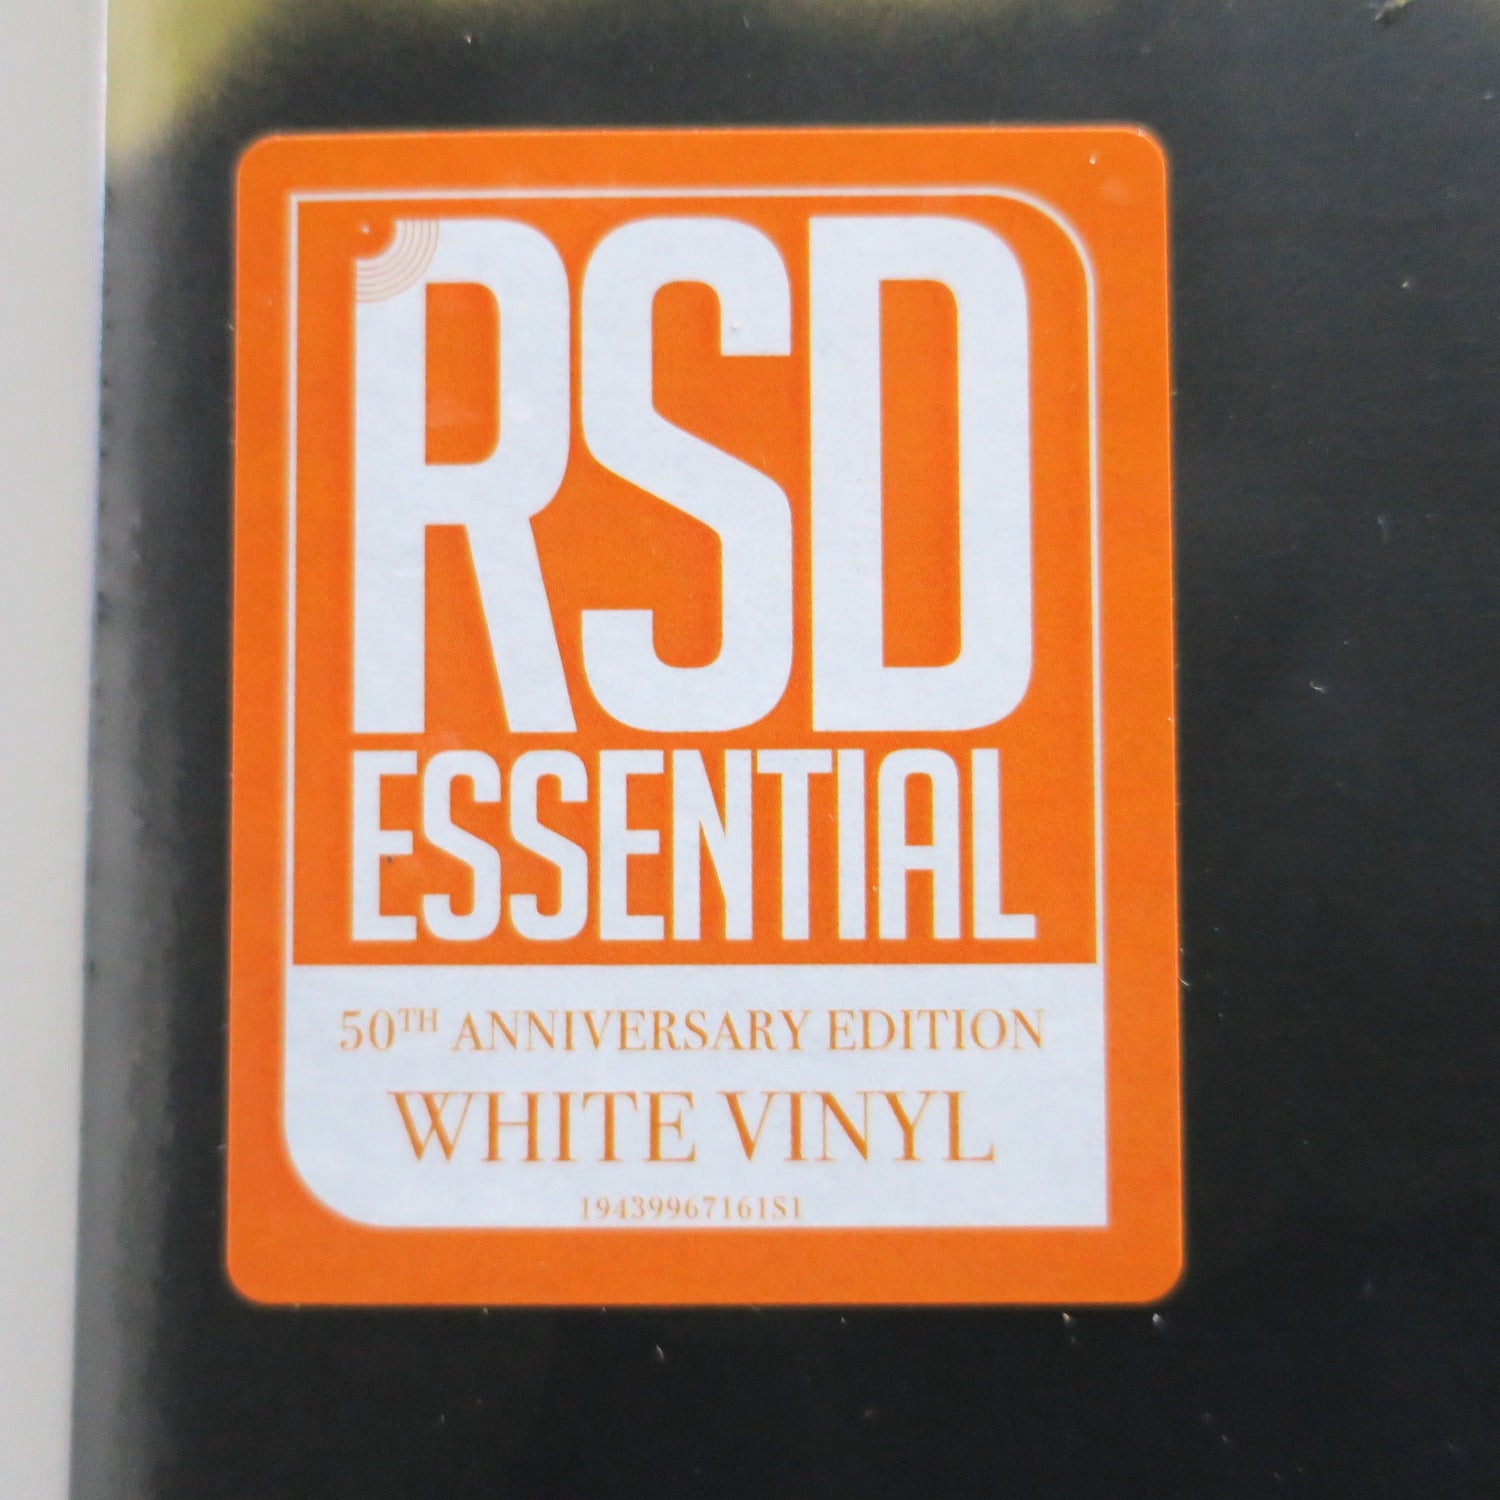 RSD
ESSENTIAL
50TH ANNIVERSARY EDITION
WHITE VINYL
19439967161S1